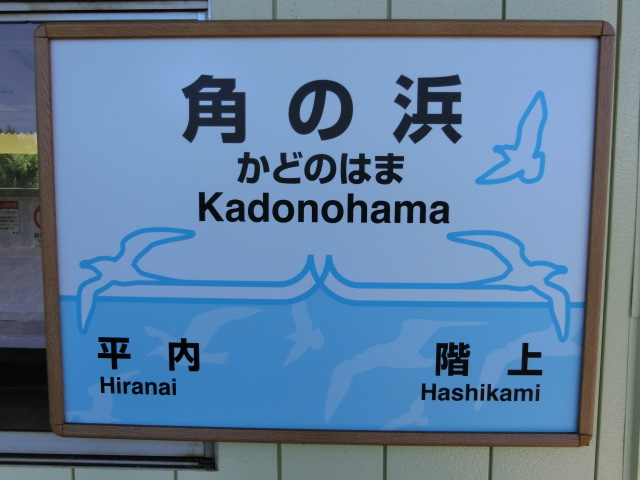 角の浜
かどのはま
Kadonohama
平内
Hiranai
階上
Hashikami